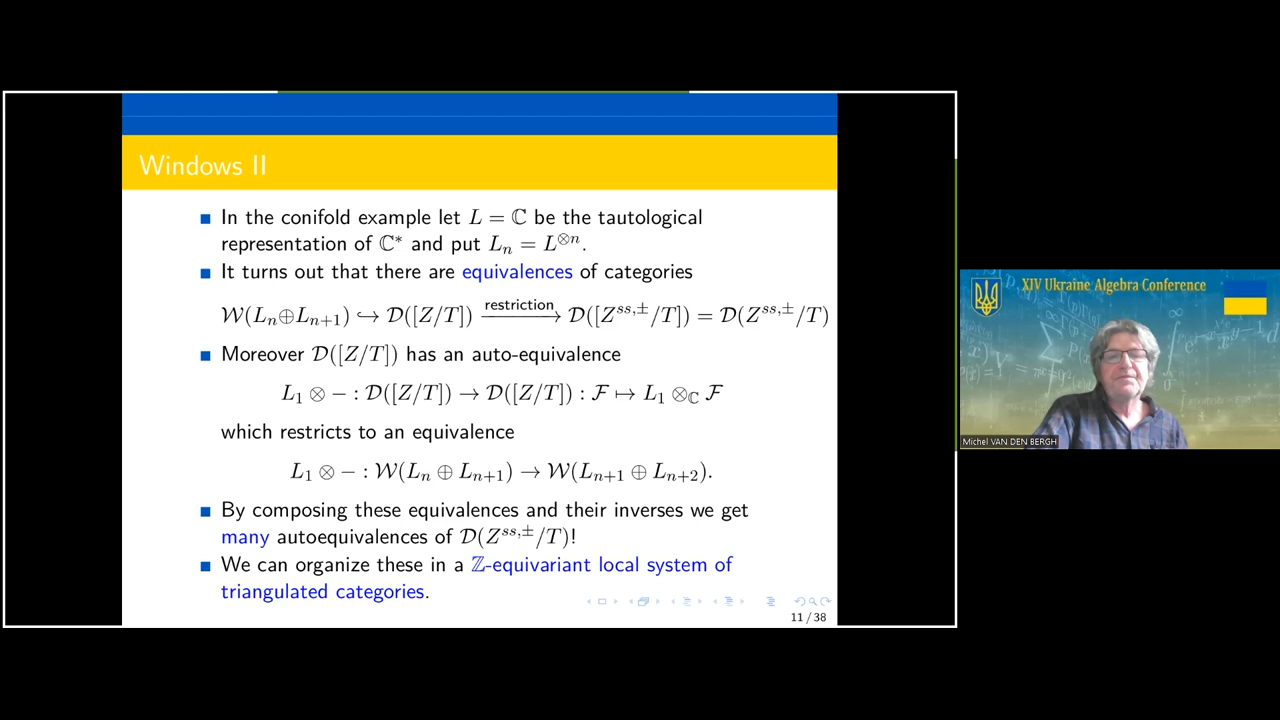 Windows II
In the conifold example let L = ℂ be the tautological
representation of ℂ* and put Lₙ = L^{⊗n}.
It turns out that there are equivalences of categories
𝒲(Lₙ⊕Lₙ₊₁) ↪ 𝒟([Z/T]) —restriction→ 𝒟([Z^{ss,±}/T]) = 𝒟(Z^{ss,±}/T)
Moreover 𝒟([Z/T]) has an auto-equivalence
L₁ ⊗ − : 𝒟([Z/T]) → 𝒟([Z/T]) : ℱ ↦ L₁ ⊗_ℂ ℱ
which restricts to an equivalence
L₁ ⊗ − : 𝒲(Lₙ ⊕ Lₙ₊₁) → 𝒲(Lₙ₊₁ ⊕ Lₙ₊₂).
By composing these equivalences and their inverses we get
many autoequivalences of 𝒟(Z^{ss,±}/T)!
We can organize these in a ℤ-equivariant local system of
triangulated categories.
11 / 38
XIV Ukraine Algebra Conference
Michel VAN DEN BERGH